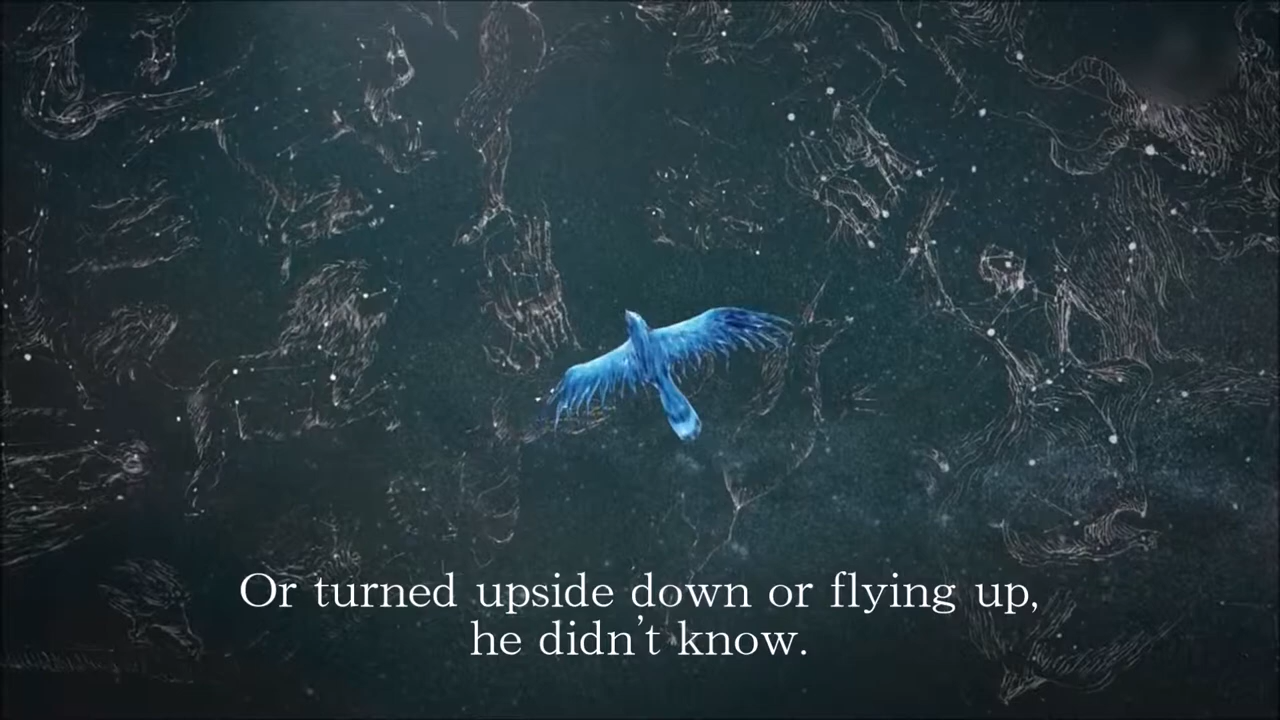 Or turned upside down or flying up,
he didn't know.